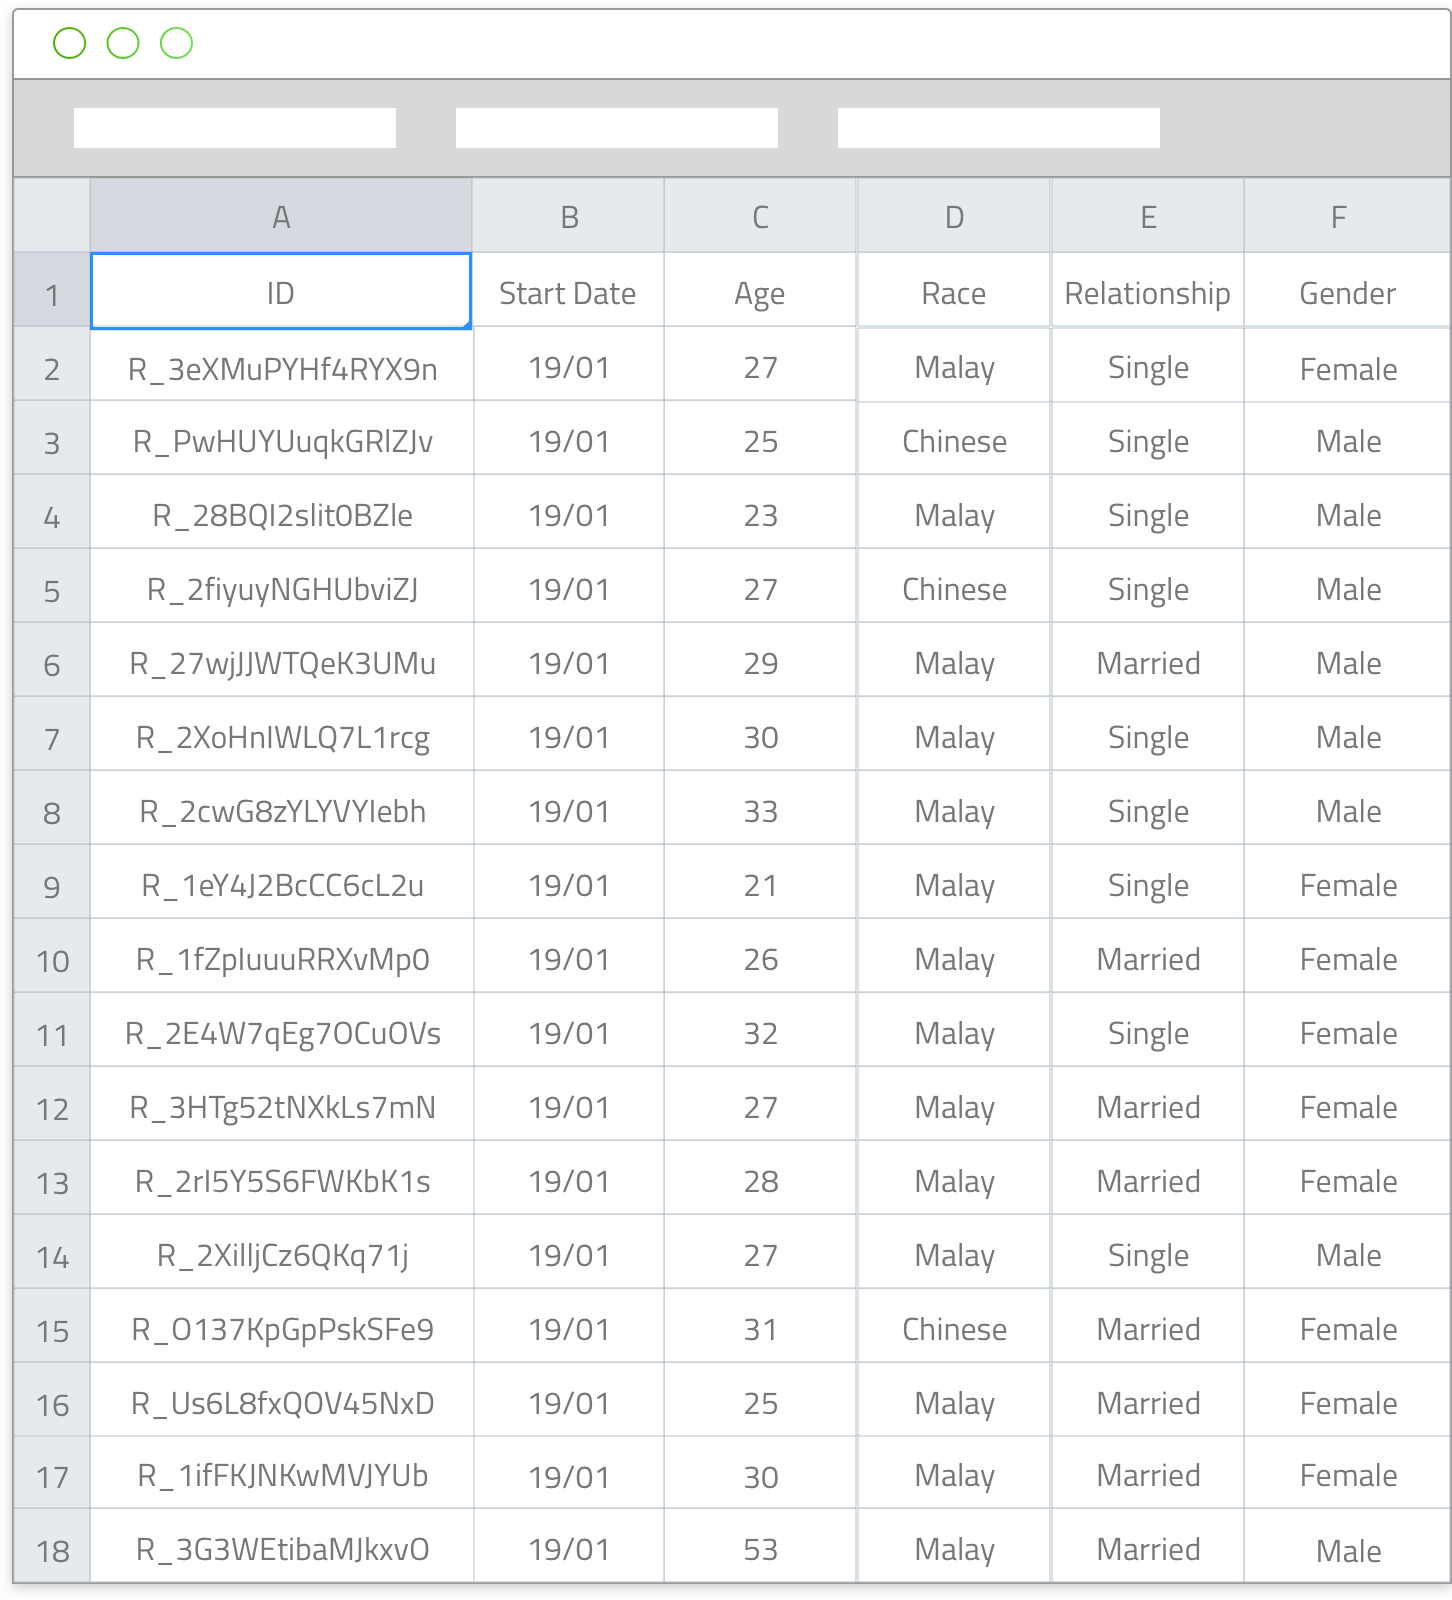 A B C D E F
1 ID Start Date Age Race Relationship Gender
2 R_3eXMuPYHf4RYX9n 19/01 27 Malay Single Female
3 R_PwHUYUuqkGRlZJv 19/01 25 Chinese Single Male
4 R_28BQI2slit0BZle 19/01 23 Malay Single Male
5 R_2fiyuyNGHUbviZJ 19/01 27 Chinese Single Male
6 R_27wjJJWTQeK3UMu 19/01 29 Malay Married Male
7 R_2XoHnIWLQ7L1rcg 19/01 30 Malay Single Male
8 R_2cwG8zYLYVYIebh 19/01 33 Malay Single Male
9 R_1eY4J2BcCC6cL2u 19/01 21 Malay Single Female
10 R_1fZpIuuuRRXvMp0 19/01 26 Malay Married Female
11 R_2E4W7qEg7OCuOVs 19/01 32 Malay Single Female
12 R_3HTg52tNXkLs7mN 19/01 27 Malay Married Female
13 R_2rI5Y5S6FWKbK1s 19/01 28 Malay Married Female
14 R_2XilljCz6QKq71j 19/01 27 Malay Single Male
15 R_O137KpGpPskSFe9 19/01 31 Chinese Married Female
16 R_Us6L8fxQOV45NxD 19/01 25 Malay Married Female
17 R_1ifFKJNKwMVJYUb 19/01 30 Malay Married Female
18 R_3G3WEtibaMJkxvO 19/01 53 Malay Married Male